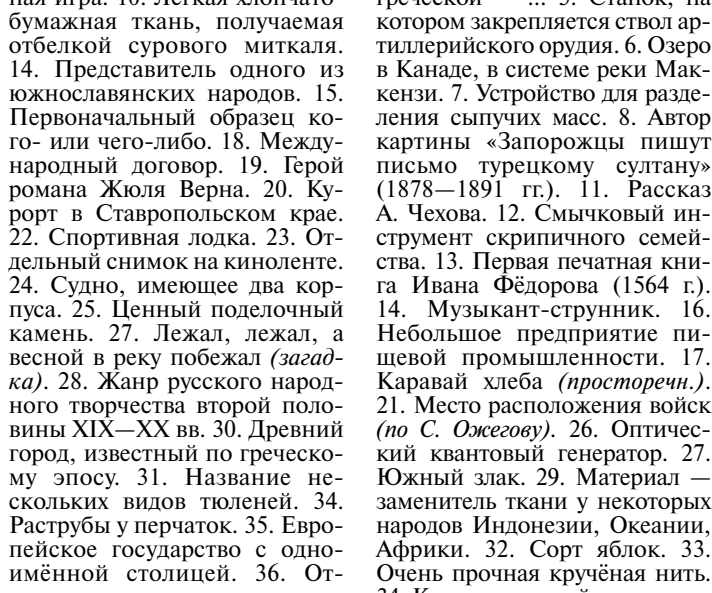 ная игра. 10. Легкая хлопчато-
бумажная ткань, получаемая
отбелкой сурового миткаля.
14. Представитель одного из
южнославянских народов. 15.
Первоначальный образец ко-
го- или чего-либо. 18. Между-
народный договор. 19. Герой
романа Жюля Верна. 20. Ку-
рорт в Ставропольском крае.
22. Спортивная лодка. 23. От-
дельный снимок на киноленте.
24. Судно, имеющее два кор-
пуса. 25. Ценный поделочный
камень. 27. Лежал, лежал, а
весной в реку побежал (загад-
ка). 28. Жанр русского народ-
ного творчества второй поло-
вины XIX—XX вв. 30. Древний
город, известный по греческо-
му эпосу. 31. Название не-
скольких видов тюленей. 34.
Раструбы у перчаток. 35. Евро-
пейское государство с одно-
имённой столицей. 36. От-
греческой — ... 5. Станок, на
котором закрепляется ствол ар-
тиллерийского орудия. 6. Озеро
в Канаде, в системе реки Мак-
кензи. 7. Устройство для разде-
ления сыпучих масс. 8. Автор
картины «Запорожцы пишут
письмо турецкому султану»
(1878—1891 гг.). 11. Рассказ
А. Чехова. 12. Смычковый ин-
струмент скрипичного семей-
ства. 13. Первая печатная кни-
га Ивана Фёдорова (1564 г.).
14. Музыкант-струнник. 16.
Небольшое предприятие пи-
щевой промышленности. 17.
Каравай хлеба (просторечн.).
21. Место расположения войск
(по С. Ожегову). 26. Оптичес-
кий квантовый генератор. 27.
Южный злак. 29. Материал —
заменитель ткани у некоторых
народов Индонезии, Океании,
Африки. 32. Сорт яблок. 33.
Очень прочная кручёная нить.